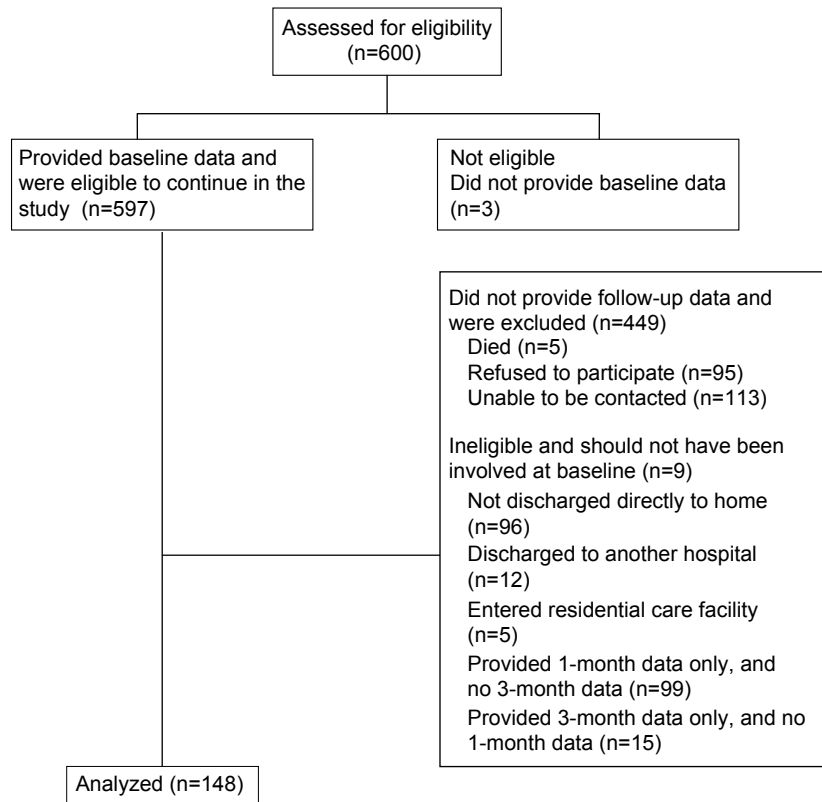 Assessed for eligibility
(n=600)
Provided baseline data and
were eligible to continue in the
study (n=597)
Not eligible
Did not provide baseline data
(n=3)
Did not provide follow-up data and
were excluded (n=449)
Died (n=5)
Refused to participate (n=95)
Unable to be contacted (n=113)
Ineligible and should not have been
involved at baseline (n=9)
Not discharged directly to home
(n=96)
Discharged to another hospital
(n=12)
Entered residential care facility
(n=5)
Provided 1-month data only, and
no 3-month data (n=99)
Provided 3-month data only, and no
1-month data (n=15)
Analyzed (n=148)